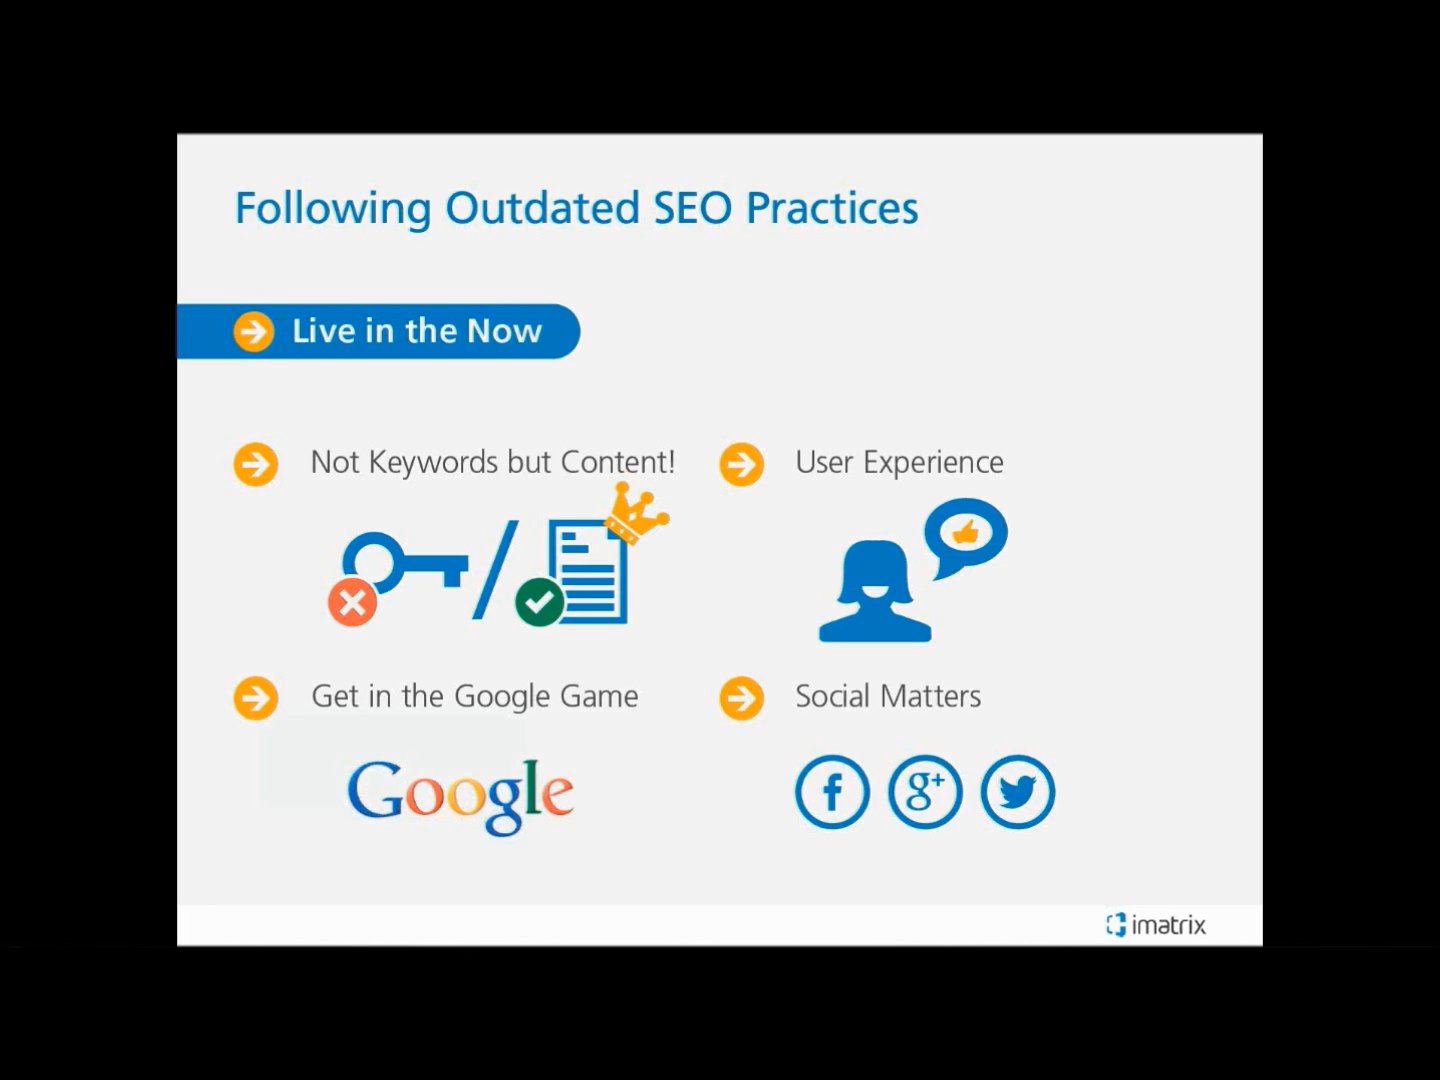 Following Outdated SEO Practices
Live in the Now
Not Keywords but Content!
User Experience
Get in the Google Game
Social Matters
Google
f g+
imatrix